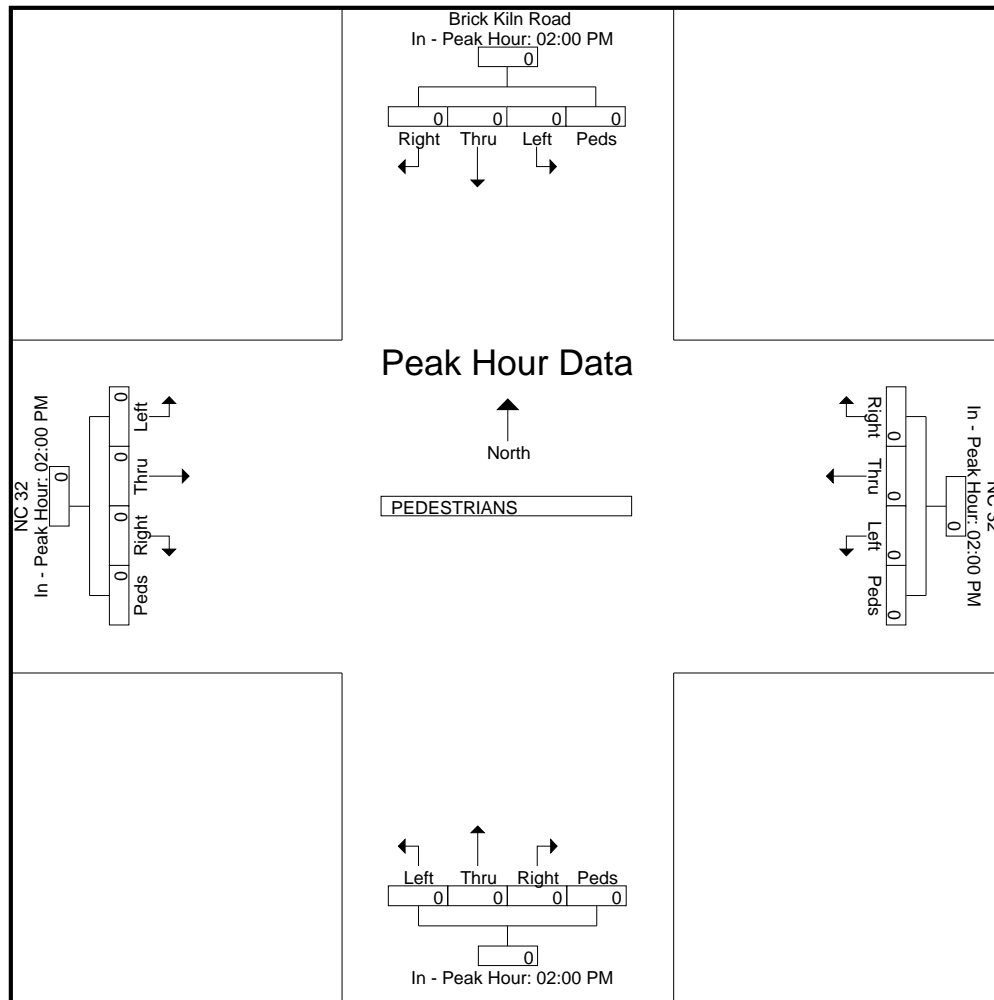 Brick Kiln Road
In - Peak Hour: 02:00 PM
0
0 0 0 0
Right Thru Left Peds
Peak Hour Data
North
PEDESTRIANS
NC 32
In - Peak Hour: 02:00 PM
0
0 0 0 0
Left Thru Right Peds
NC 32
In - Peak Hour: 02:00 PM
0
0 0 0 0
Right Thru Left Peds
Left Thru Right Peds
0 0 0 0
0
In - Peak Hour: 02:00 PM